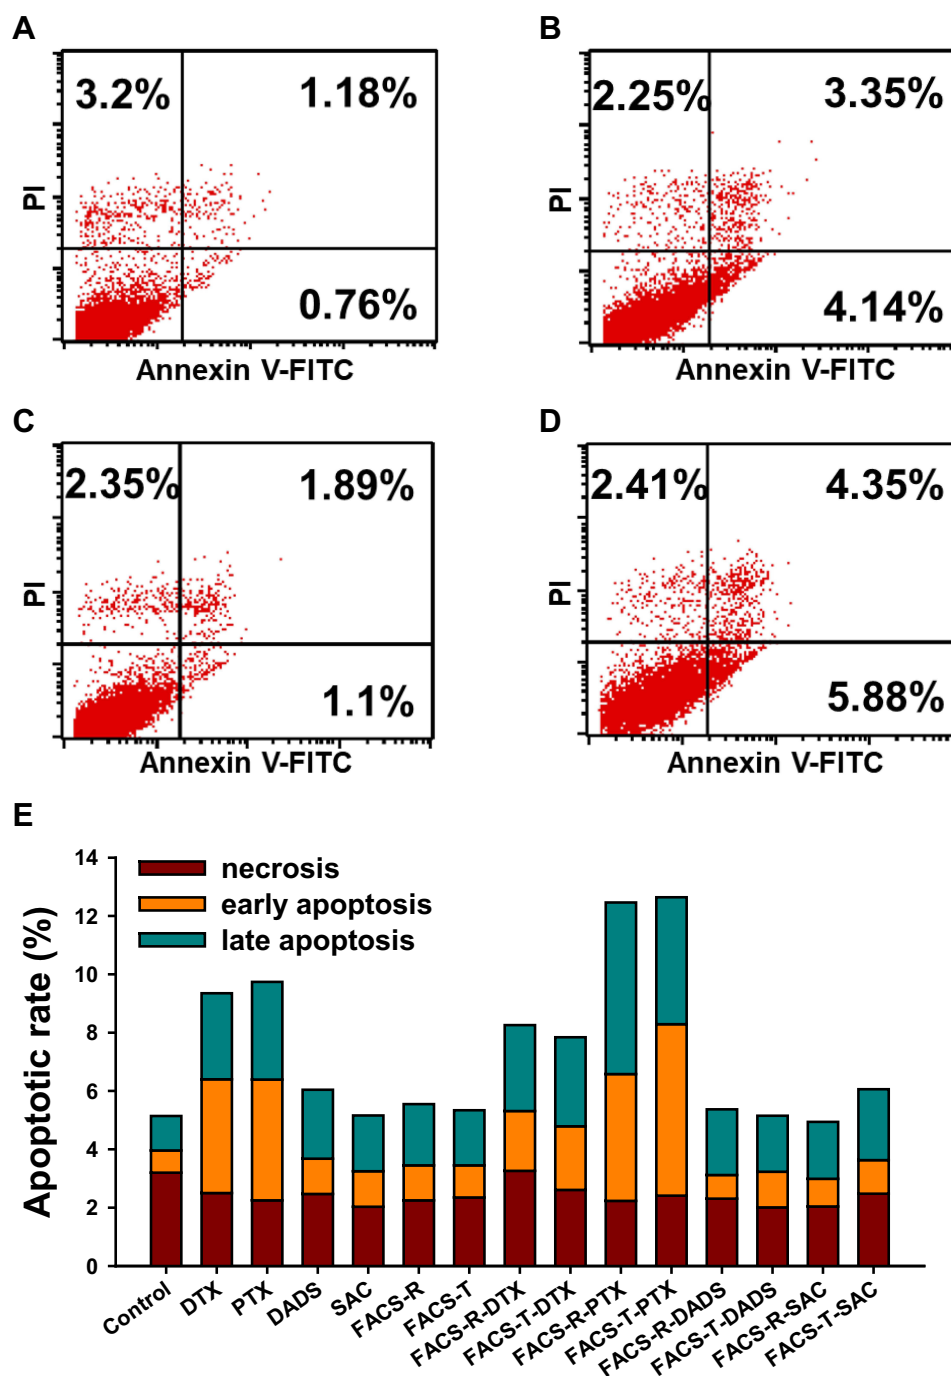 A
3.2% 1.18%
PI
0.76%
Annexin V-FITC
B
2.25% 3.35%
PI
4.14%
Annexin V-FITC
C
2.35% 1.89%
PI
1.1%
Annexin V-FITC
D
2.41% 4.35%
PI
5.88%
Annexin V-FITC
E
Apoptotic rate (%)
14
12
10
8
6
4
2
0
necrosis
early apoptosis
late apoptosis
Control
DTX
PTX
DADS
SAC
FACS-R
FACS-T
FACS-R-DTX
FACS-T-DTX
FACS-R-PTX
FACS-T-PTX
FACS-R-DADS
FACS-T-DADS
FACS-R-SAC
FACS-T-SAC